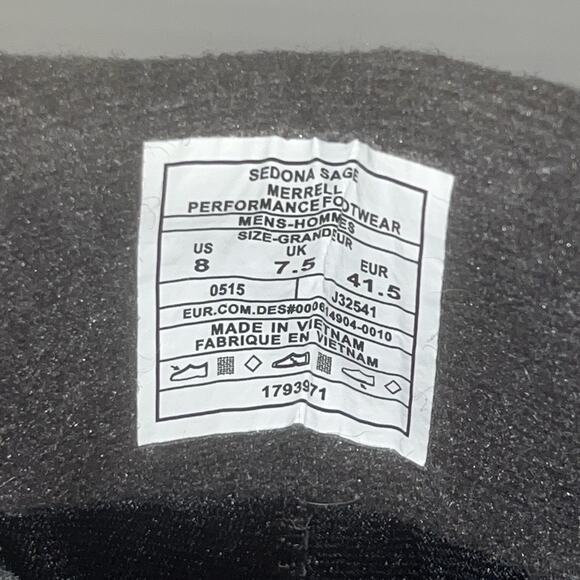 SEDONA SAGE
MERRELL
PERFORMANCE FOOTWEAR
MENS-HOMMES
SIZE-GRANDEUR
US UK EUR
8 7.5 41.5
0515 J32541
EUR.COM.DES#000614904-0010
MADE IN VIETNAM
FABRIQUE EN VIETNAM
1793971